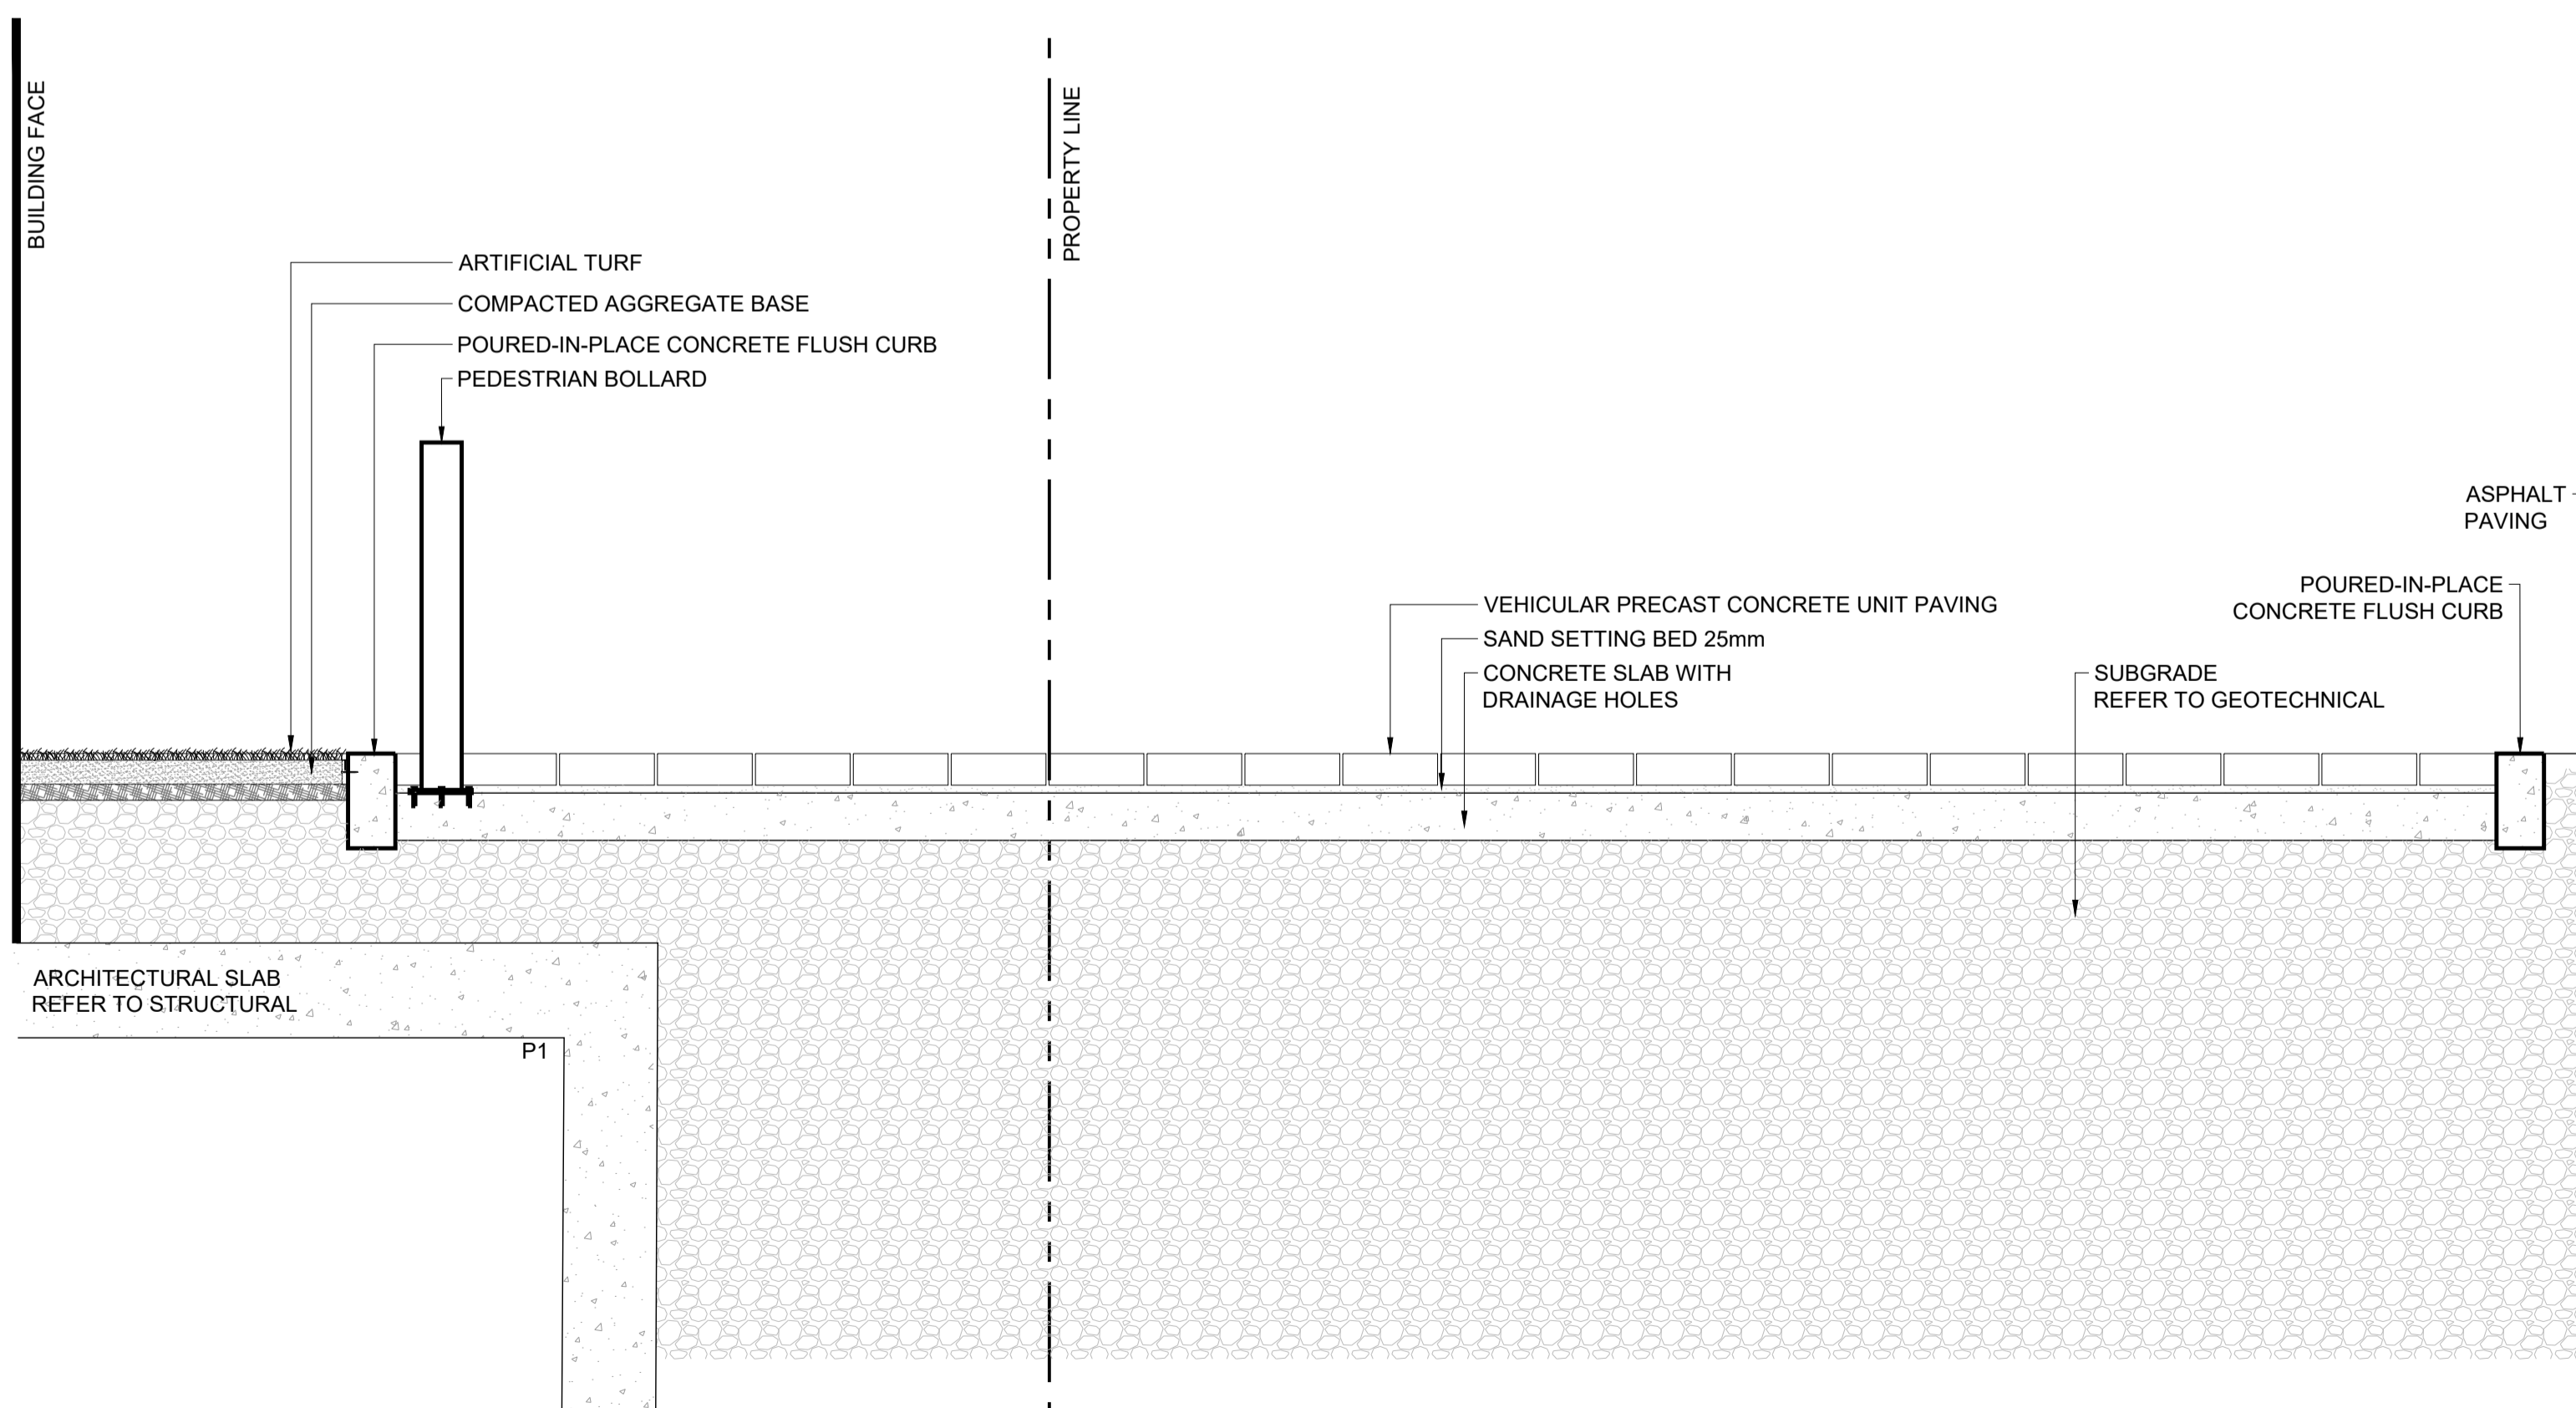 BUILDING FACE
PROPERTY LINE
ARTIFICIAL TURF
COMPACTED AGGREGATE BASE
POURED-IN-PLACE CONCRETE FLUSH CURB
PEDESTRIAN BOLLARD
ASPHALT
PAVING
VEHICULAR PRECAST CONCRETE UNIT PAVING
SAND SETTING BED 25mm
CONCRETE SLAB WITH
DRAINAGE HOLES
POURED-IN-PLACE
CONCRETE FLUSH CURB
SUBGRADE
REFER TO GEOTECHNICAL
ARCHITECTURAL SLAB
REFER TO STRUCTURAL
P1